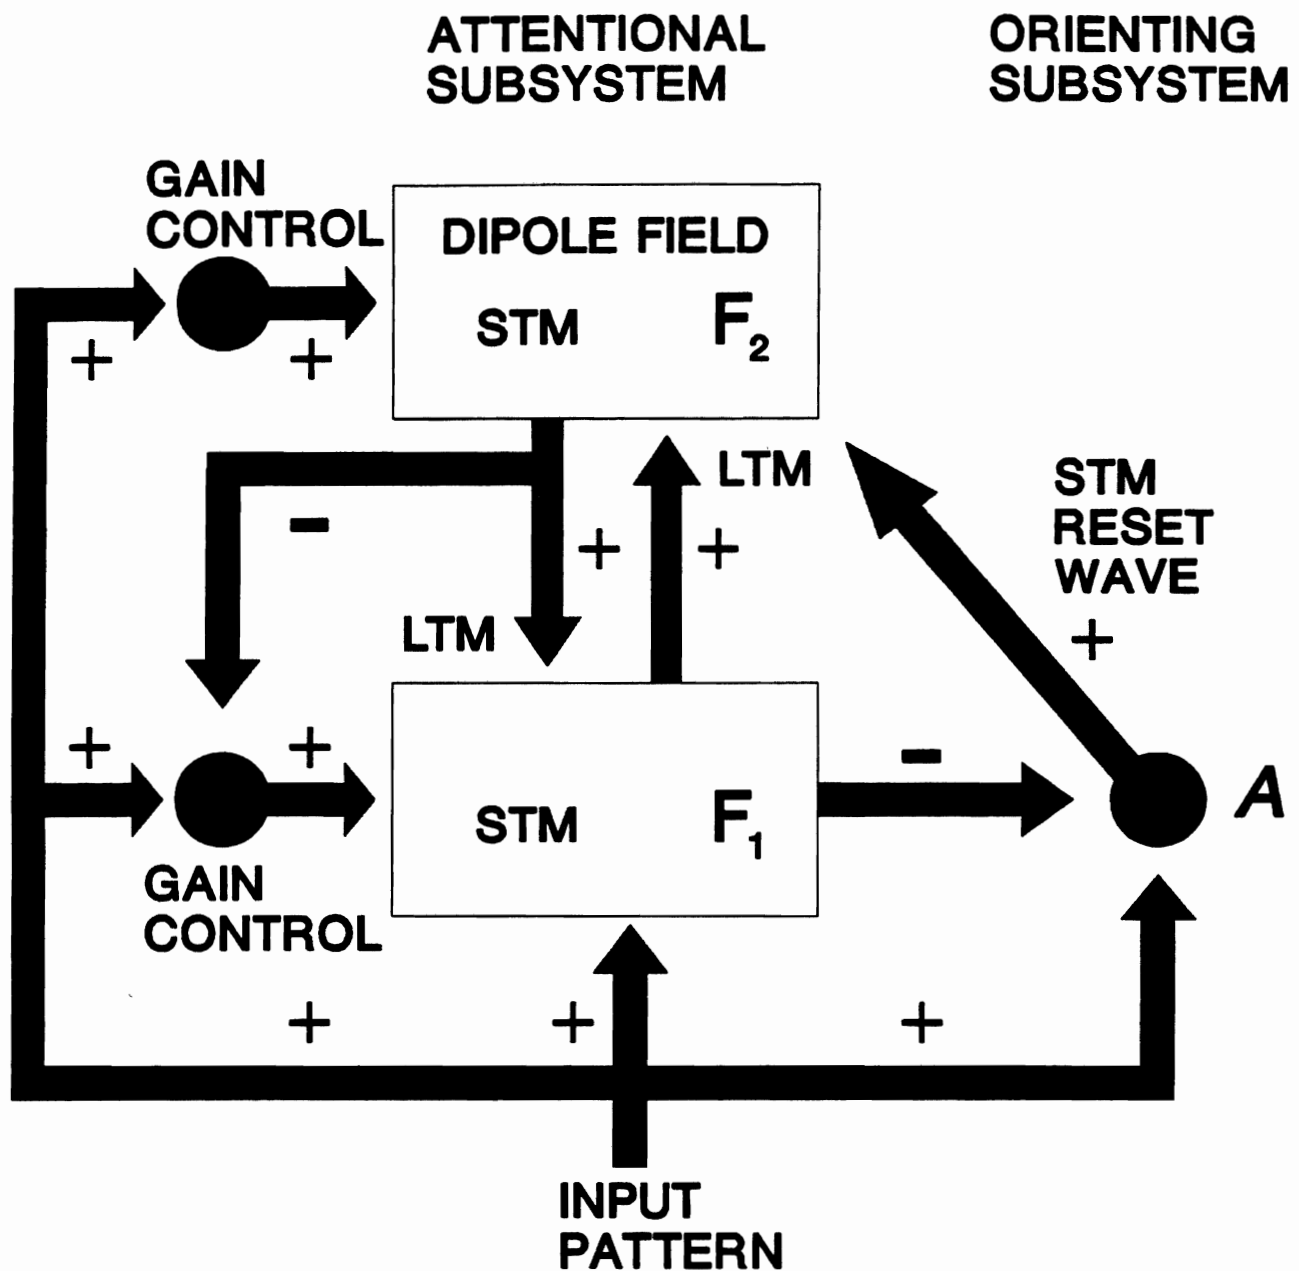 ATTENTIONAL
SUBSYSTEM
ORIENTING
SUBSYSTEM
GAIN
CONTROL
DIPOLE FIELD
STM F2
+ +
LTM
STM
RESET
WAVE
-
+ +
LTM
+
+ +
-
STM F1
A
GAIN
CONTROL
+ + +
INPUT
PATTERN